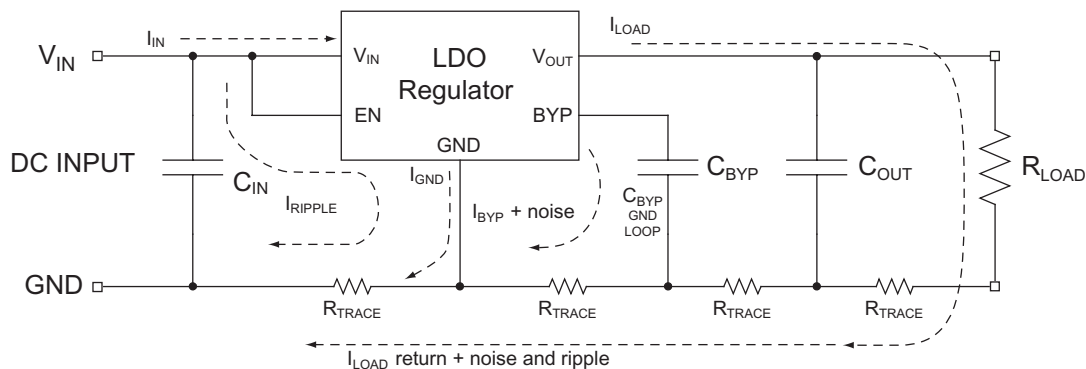 I_IN
I_LOAD
V_IN
V_IN
LDO
Regulator
V_OUT
EN
BYP
GND
DC INPUT
C_IN
I_RIPPLE
I_GND
I_BYP + noise
C_BYP
GND
LOOP
C_BYP
C_OUT
R_LOAD
GND
R_TRACE
R_TRACE
R_TRACE
R_TRACE
I_LOAD return + noise and ripple